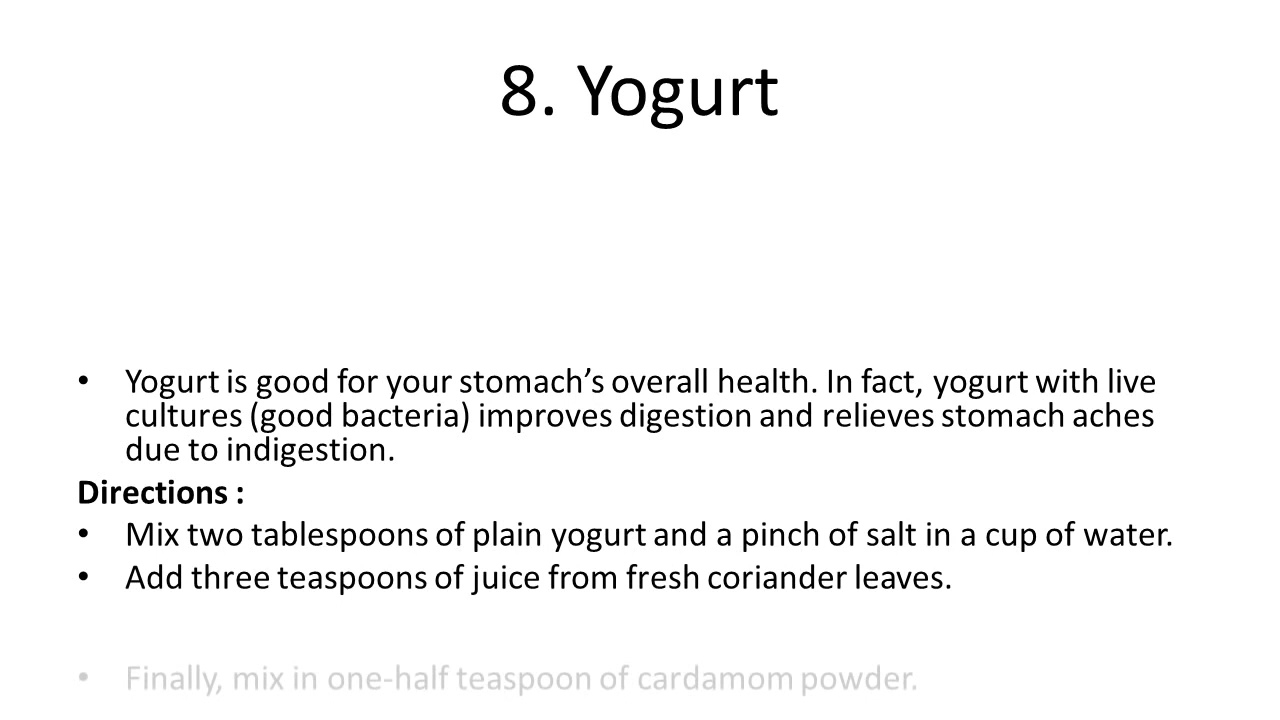 8. Yogurt
• Yogurt is good for your stomach’s overall health. In fact, yogurt with live
cultures (good bacteria) improves digestion and relieves stomach aches
due to indigestion.
Directions :
• Mix two tablespoons of plain yogurt and a pinch of salt in a cup of water.
• Add three teaspoons of juice from fresh coriander leaves.
• Finally, mix in one-half teaspoon of cardamom powder.